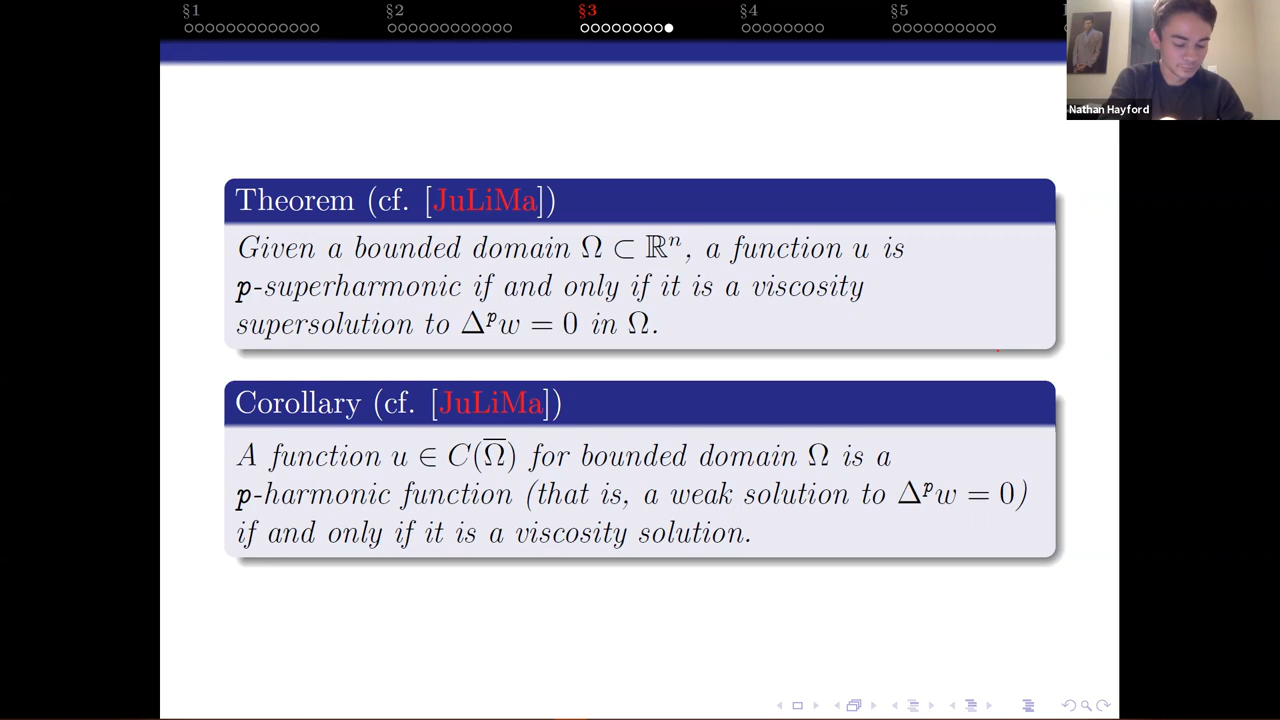 §1 §2 §3 §4 §5
Nathan Hayford
Theorem (cf. [JuLiMa])
Given a bounded domain Ω ⊂ ℝⁿ, a function u is
p-superharmonic if and only if it is a viscosity
supersolution to Δᵖw = 0 in Ω.
Corollary (cf. [JuLiMa])
A function u ∈ C(Ω̅) for bounded domain Ω is a
p-harmonic function (that is, a weak solution to Δᵖw = 0)
if and only if it is a viscosity solution.